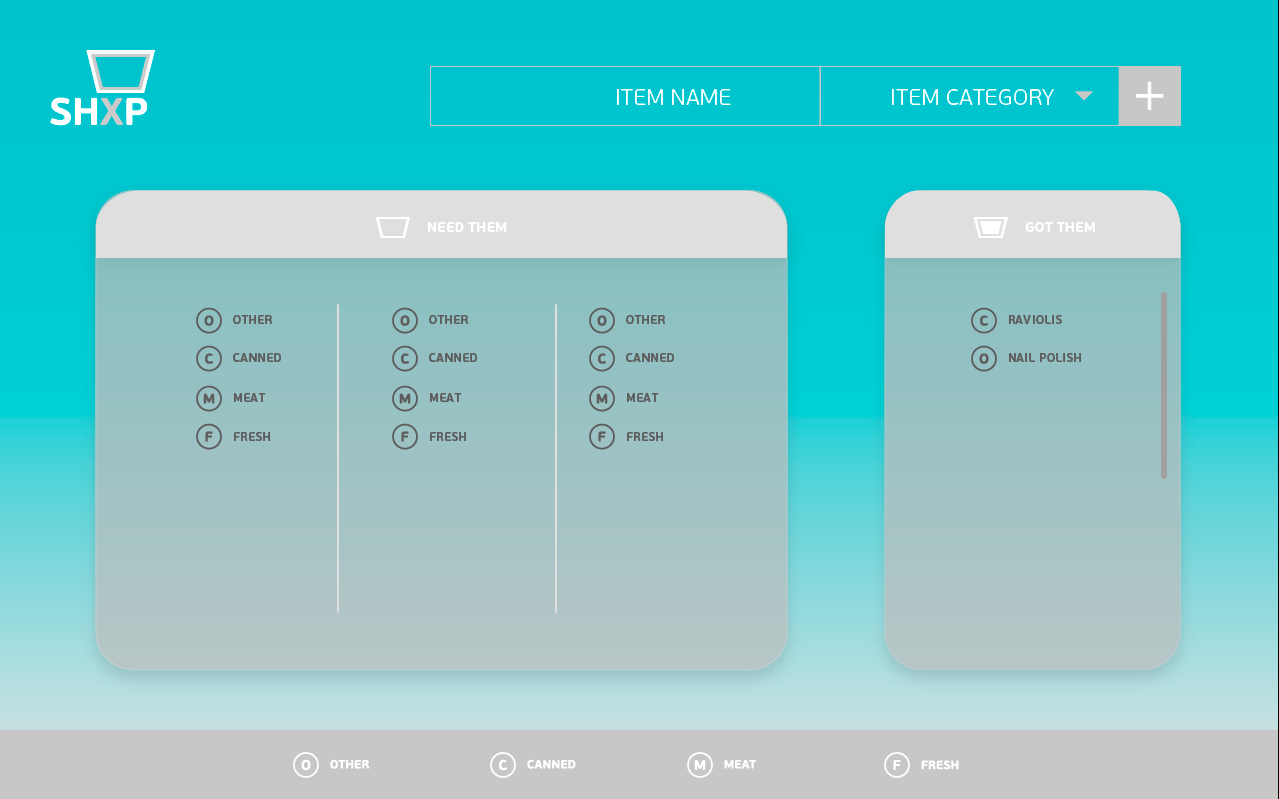 SHXP
ITEM NAME
ITEM CATEGORY
NEED THEM
O OTHER
C CANNED
M MEAT
F FRESH
O OTHER
C CANNED
M MEAT
F FRESH
O OTHER
C CANNED
M MEAT
F FRESH
GOT THEM
C RAVIOLIS
O NAIL POLISH
O OTHER
C CANNED
M MEAT
F FRESH